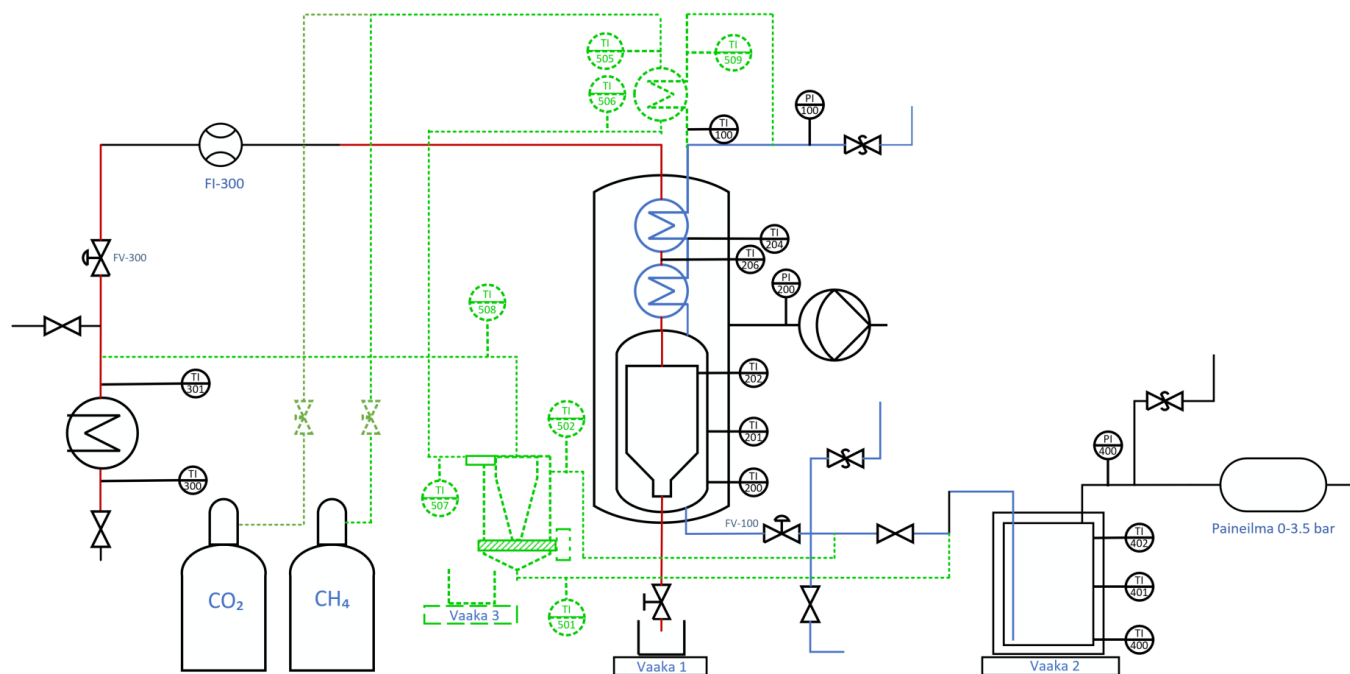 TI
505
TI
509
TI
506
TI
100
PI
100
FI-300
FV-300
TI
204
TI
206
PI
200
TI
508
TI
301
TI
202
TI
502
TI
201
TI
300
TI
507
TI
200
FV-100
PI
400
Paineilma 0-3.5 bar
TI
402
TI
401
TI
400
CO₂
CH₄
Vaaka 3
TI
501
Vaaka 1
Vaaka 2